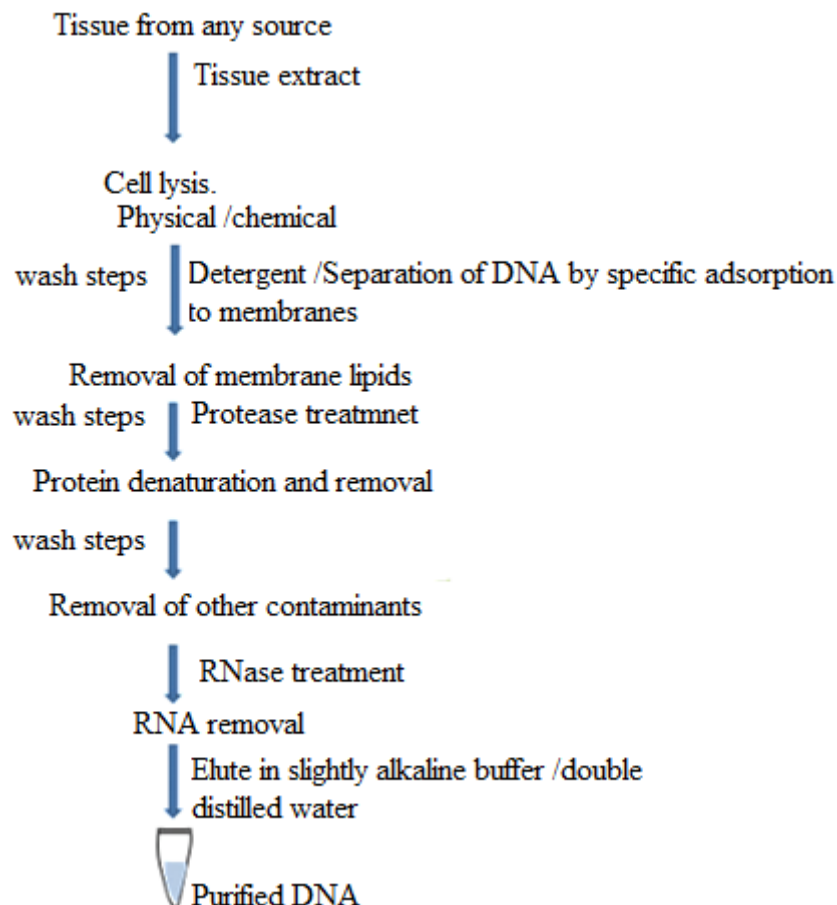 Tissue from any source
Tissue extract
Cell lysis.
Physical /chemical
wash steps
Detergent /Separation of DNA by specific adsorption
to membranes
Removal of membrane lipids
wash steps
Protease treatmnet
Protein denaturation and removal
wash steps
Removal of other contaminants
RNase treatment
RNA removal
Elute in slightly alkaline buffer /double
distilled water
Purified DNA